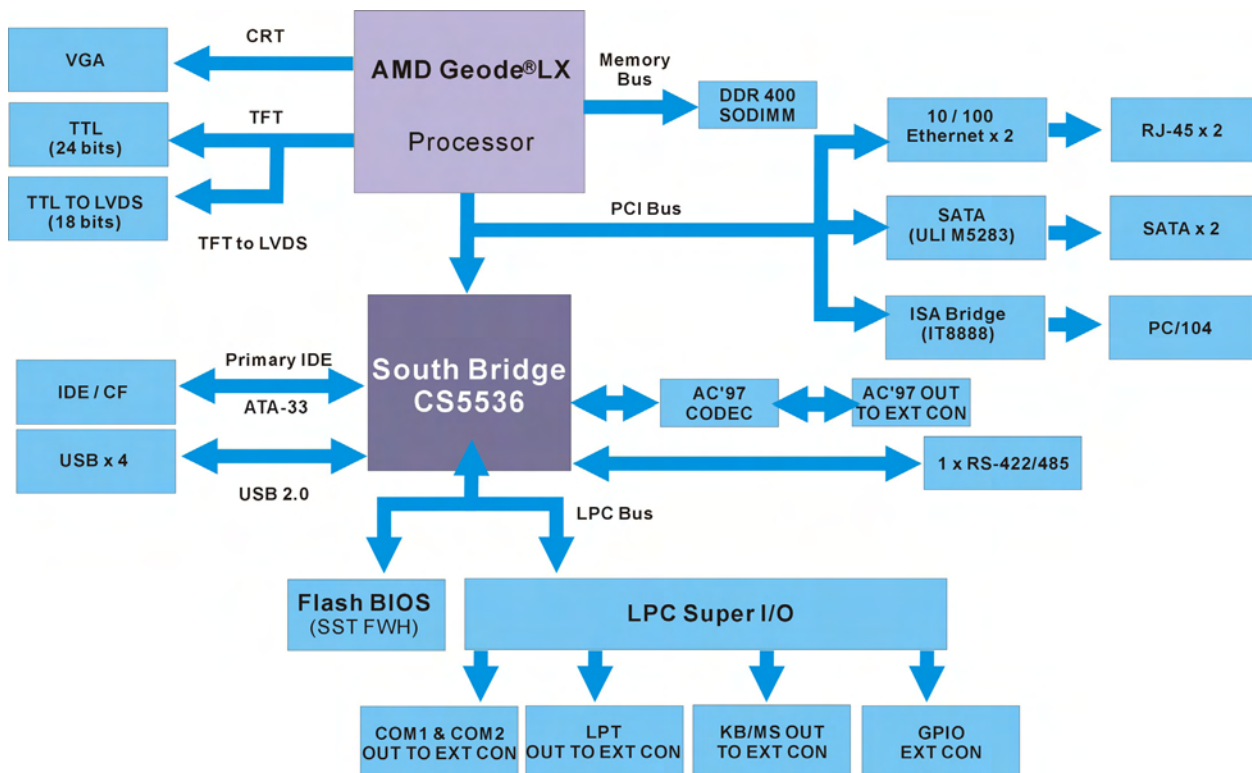 CRT
VGA
AMD Geode®LX
Processor
Memory
Bus
DDR 400
SODIMM
10 / 100
Ethernet x 2
RJ-45 x 2
TFT
TTL
(24 bits)
TTL TO LVDS
(18 bits)
TFT to LVDS
PCI Bus
SATA
(ULI M5283)
SATA x 2
ISA Bridge
(IT8888)
PC/104
South Bridge
CS5536
Primary IDE
IDE / CF
ATA-33
AC'97
CODEC
AC'97 OUT
TO EXT CON
USB x 4
USB 2.0
1 x RS-422/485
LPC Bus
Flash BIOS
(SST FWH)
LPC Super I/O
COM1 & COM2
OUT TO EXT CON
LPT
OUT TO EXT CON
KB/MS OUT
TO EXT CON
GPIO
EXT CON